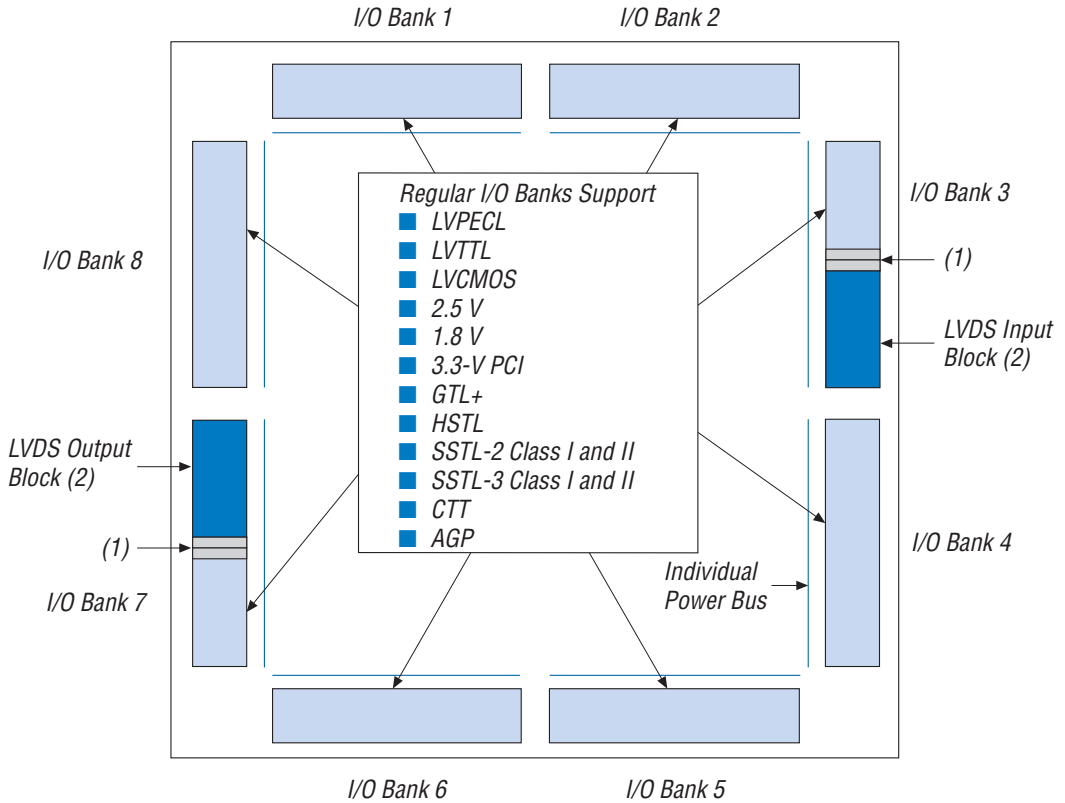 I/O Bank 1
I/O Bank 2
I/O Bank 8
Regular I/O Banks Support
LVPECL
LVTTL
LVCMOS
2.5 V
1.8 V
3.3-V PCI
GTL+
HSTL
SSTL-2 Class I and II
SSTL-3 Class I and II
CTT
AGP
I/O Bank 3
(1)
LVDS Input
Block (2)
LVDS Output
Block (2)
(1)
I/O Bank 7
Individual
Power Bus
I/O Bank 4
I/O Bank 6
I/O Bank 5